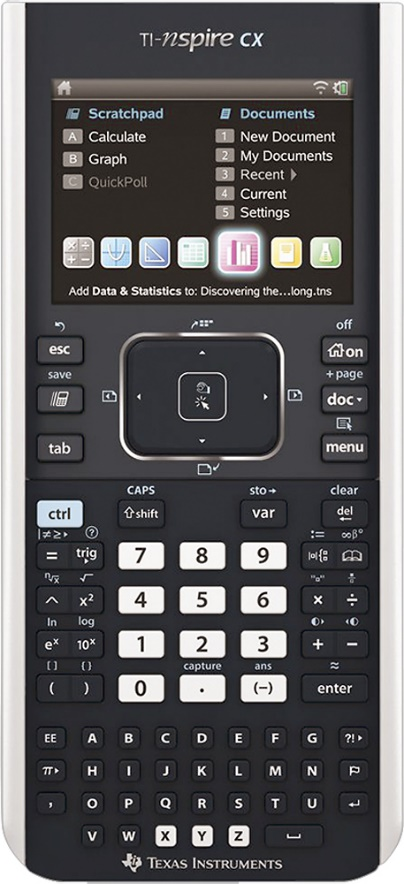 TI-nspire CX
Scratchpad Documents
A Calculate 1 New Document
B Graph 2 My Documents
C QuickPoll 3 Recent
4 Current
5 Settings
Add Data & Statistics to: Discovering the...long.tns
off
esc on
save + page
doc
tab menu
CAPS sto→ clear
ctrl ⇧shift var del
|≠≥▸ ? := ∞β°
= trig 7 8 9 |□|{
ⁿ√x √ "□"
^ x² 4 5 6 × ÷
ln log
eˣ 10ˣ 1 2 3 + −
[ ] { } capture ans ≈
( ) 0 . (−) enter
EE A B C D E F G ?!▸
π▸ H I J K L M N
, O P Q R S T U ↵
V W X Y Z
TEXAS INSTRUMENTS